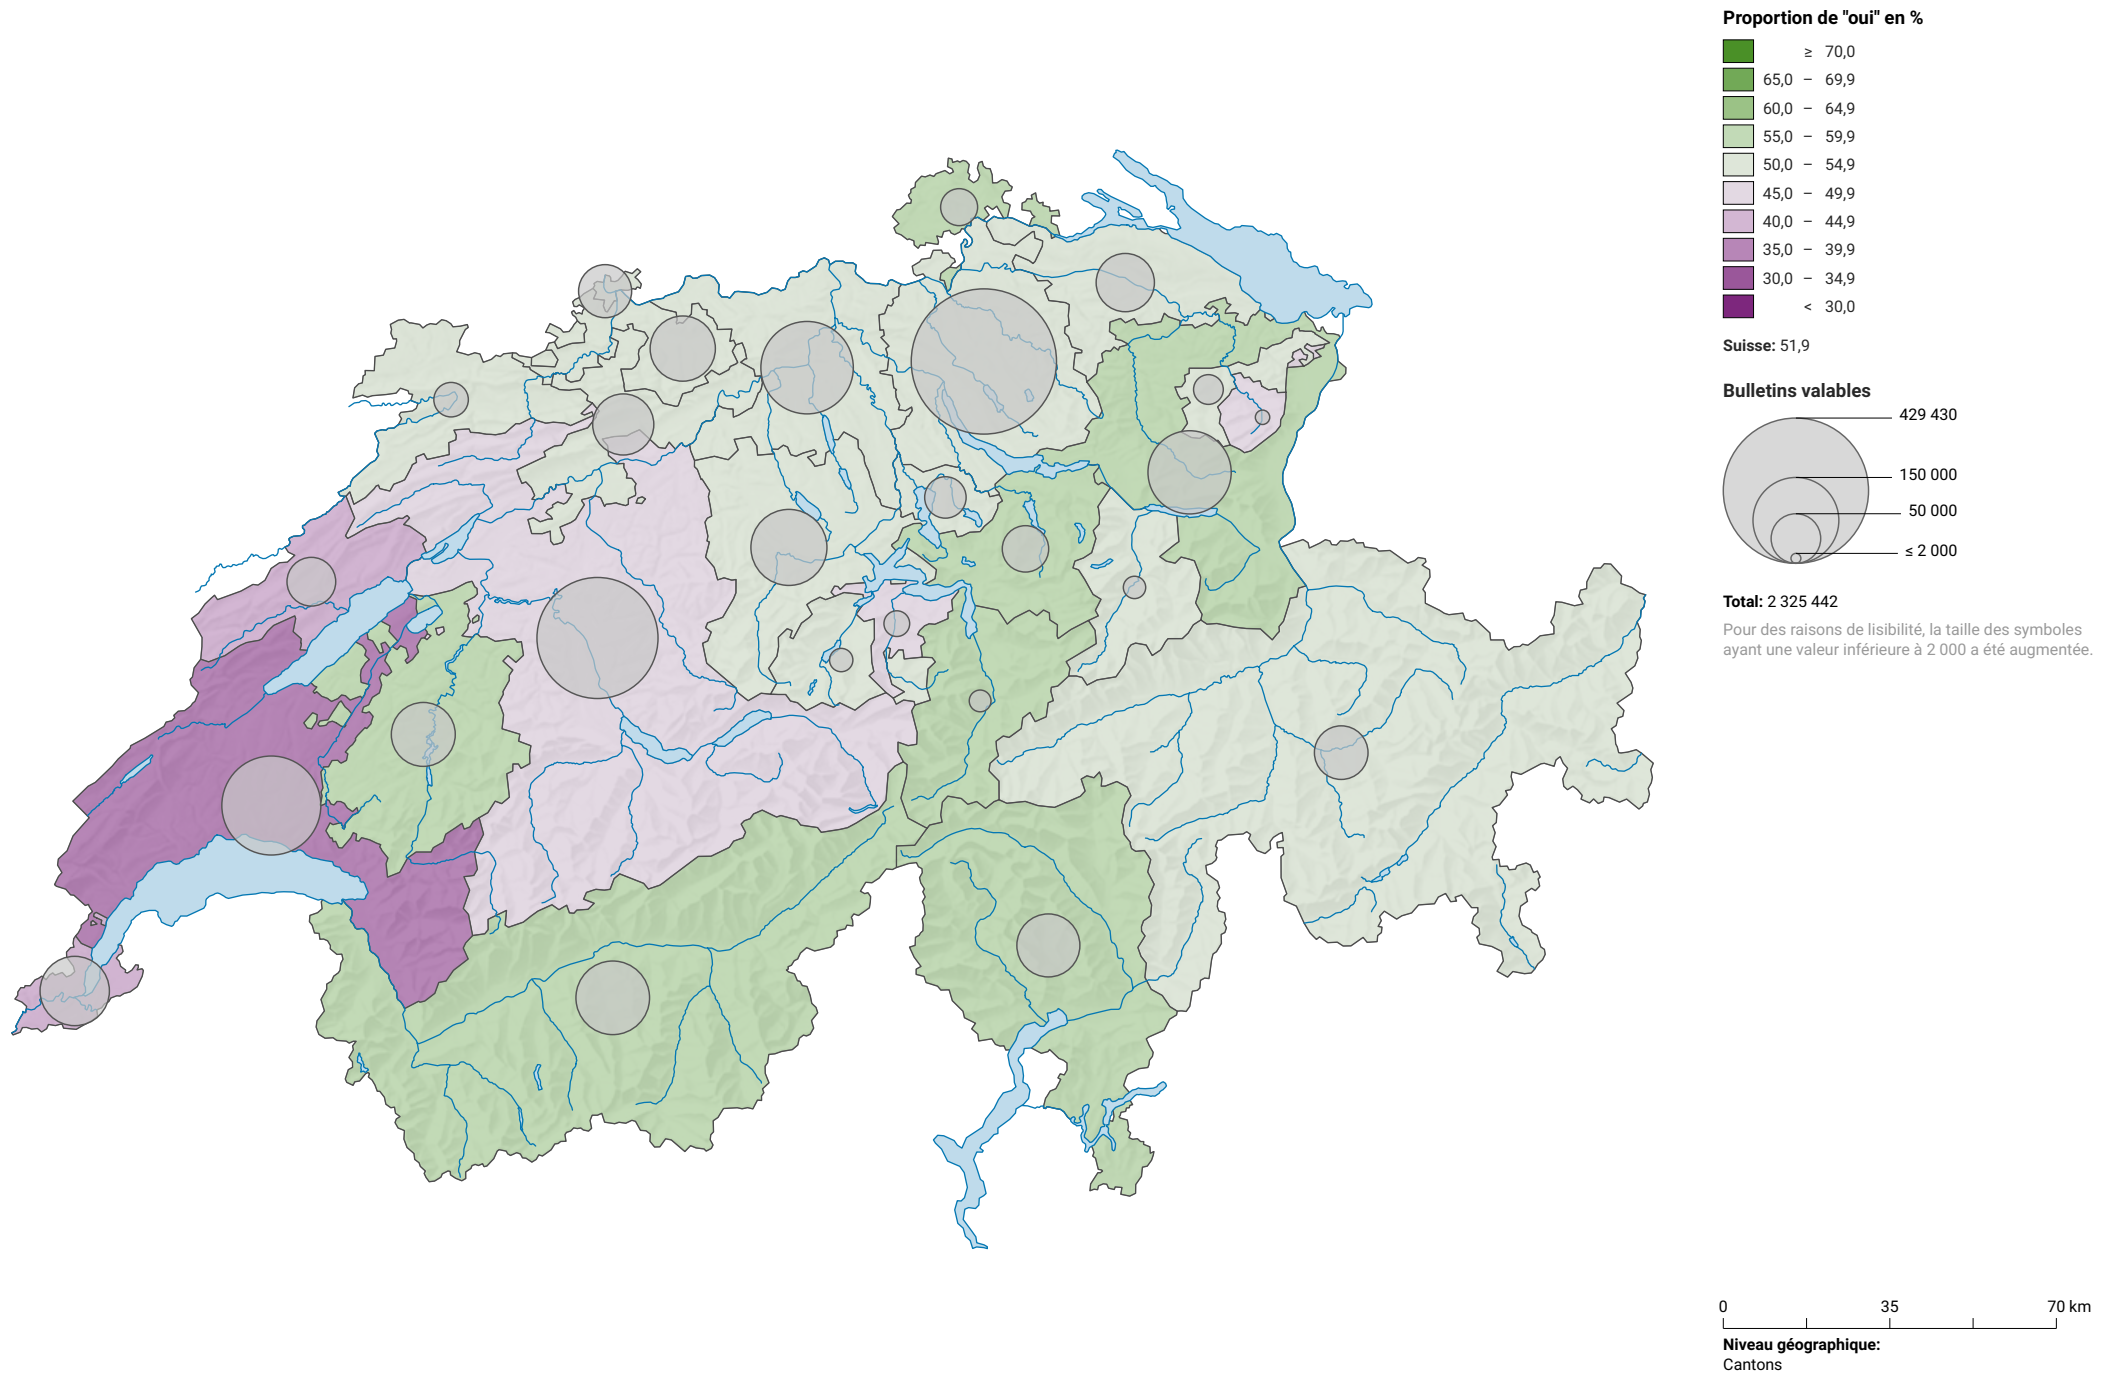 Proportion de "oui" en %
≥ 70,0
65,0 – 69,9
60,0 – 64,9
55,0 – 59,9
50,0 – 54,9
45,0 – 49,9
40,0 – 44,9
35,0 – 39,9
30,0 – 34,9
< 30,0
Suisse: 51,9
Bulletins valables
429 430
150 000
50 000
≤ 2 000
Total: 2 325 442
Pour des raisons de lisibilité, la taille des symboles
ayant une valeur inférieure à 2 000 a été augmentée.
0 35 70 km
Niveau géographique:
Cantons